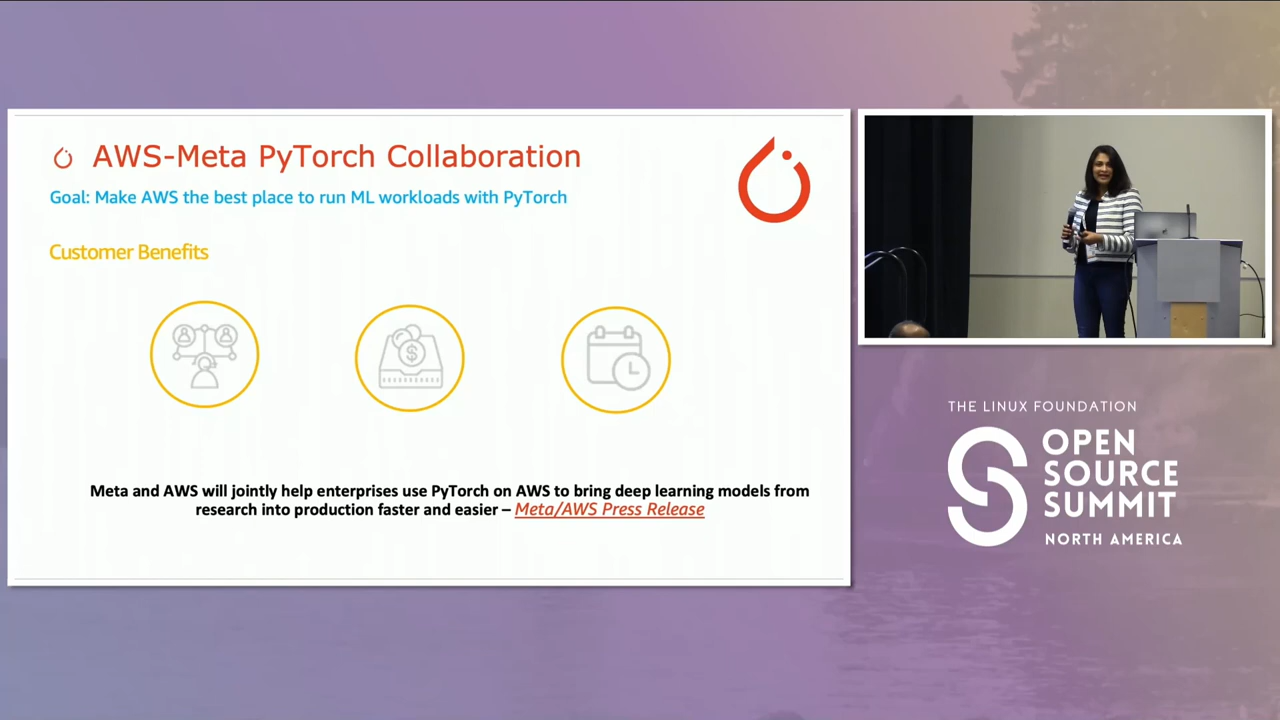 AWS-Meta PyTorch Collaboration
Goal: Make AWS the best place to run ML workloads with PyTorch
Customer Benefits
$
Meta and AWS will jointly help enterprises use PyTorch on AWS to bring deep learning models from
research into production faster and easier – Meta/AWS Press Release
THE LINUX FOUNDATION
OPEN
SOURCE
SUMMIT
NORTH AMERICA